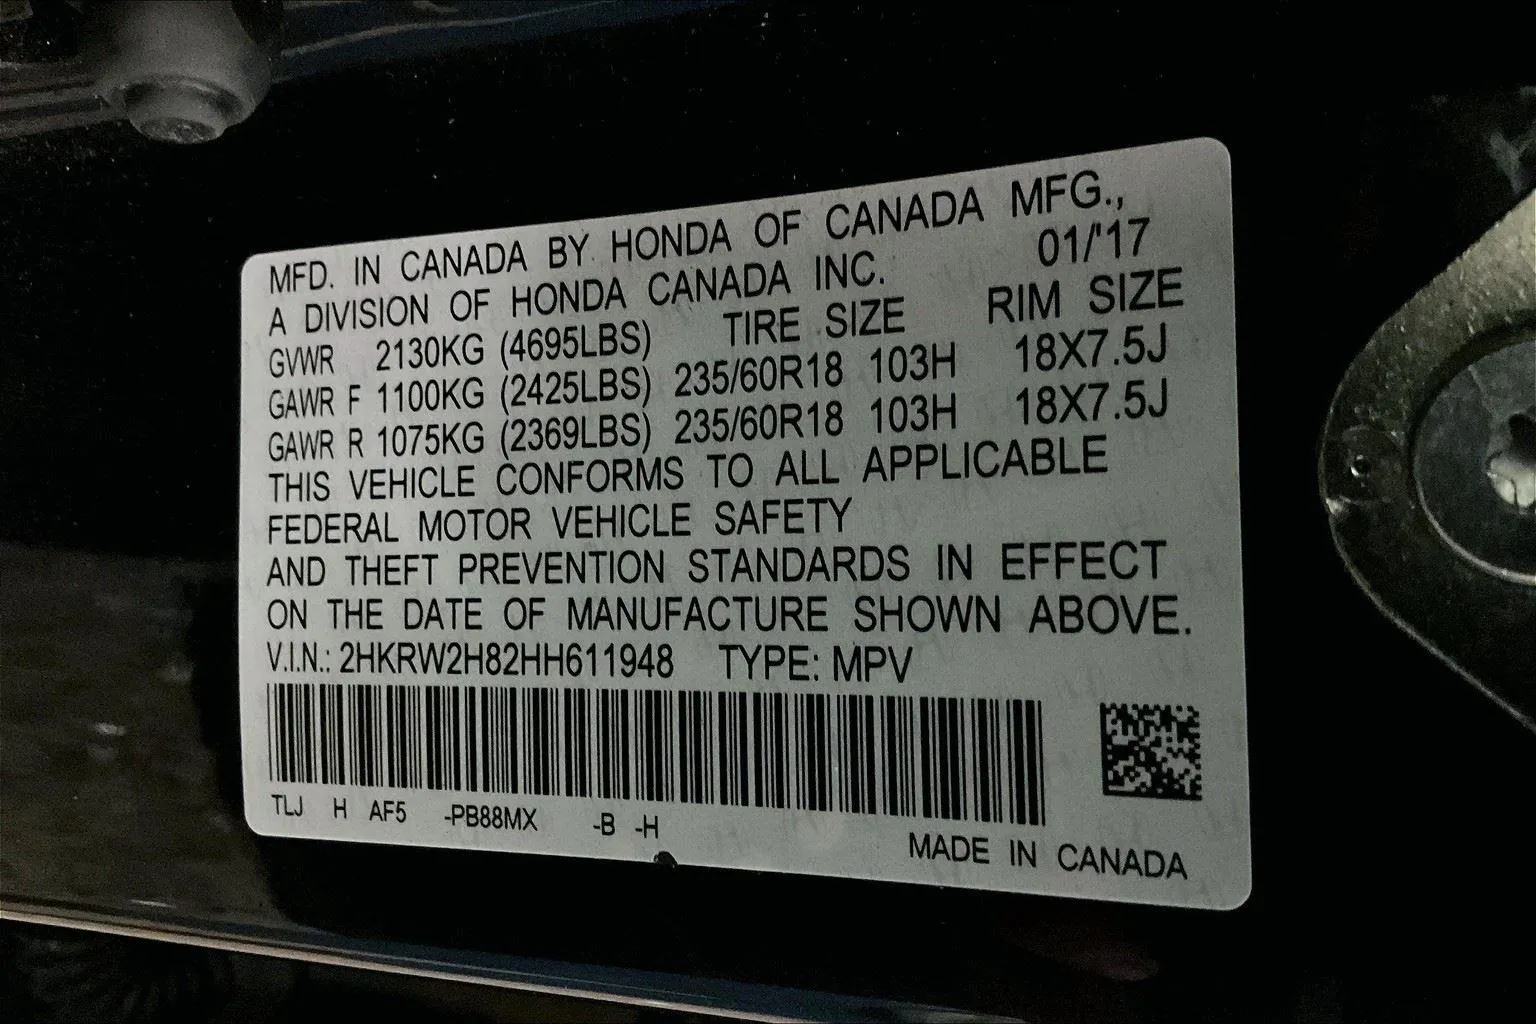 MFD. IN CANADA BY HONDA OF CANADA MFG.,
A DIVISION OF HONDA CANADA INC. 01/'17
GVWR 2130KG (4695LBS) TIRE SIZE RIM SIZE
GAWR F 1100KG (2425LBS) 235/60R18 103H 18X7.5J
GAWR R 1075KG (2369LBS) 235/60R18 103H 18X7.5J
THIS VEHICLE CONFORMS TO ALL APPLICABLE
FEDERAL MOTOR VEHICLE SAFETY
AND THEFT PREVENTION STANDARDS IN EFFECT
ON THE DATE OF MANUFACTURE SHOWN ABOVE.
V.I.N.: 2HKRW2H82HH611948 TYPE: MPV
TLJ H AF5 -PB88MX -B -H
MADE IN CANADA